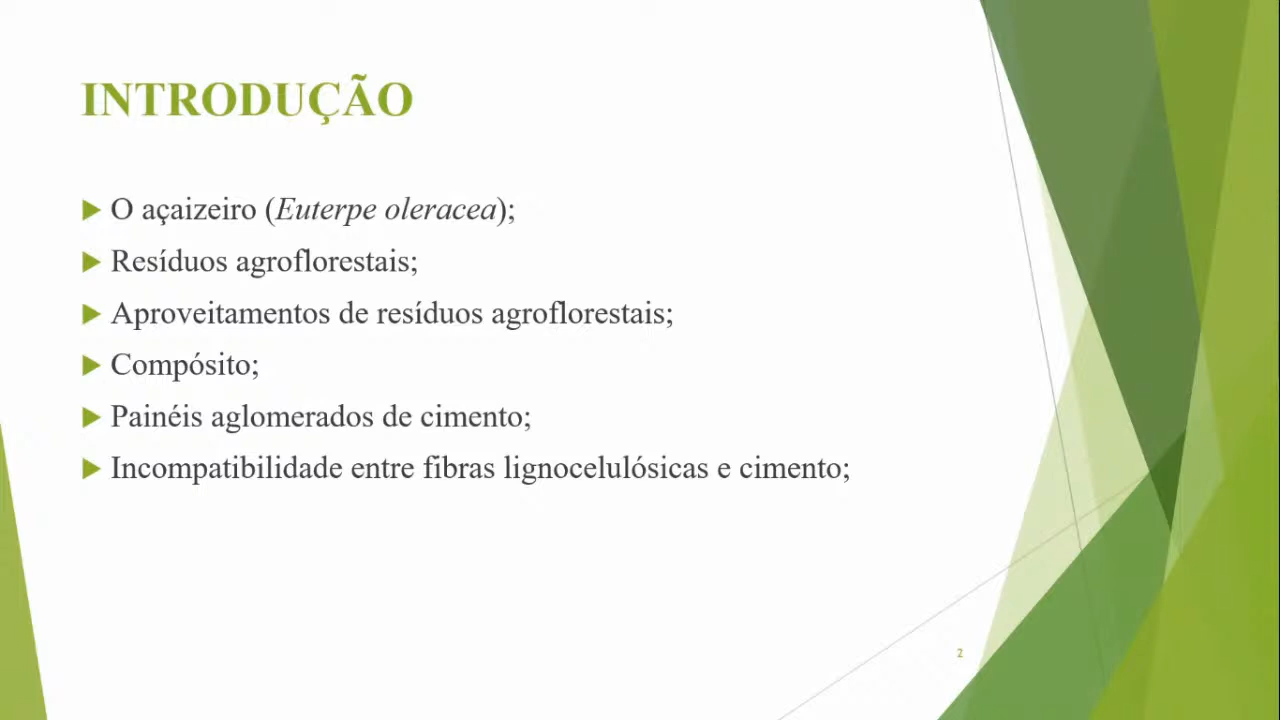 INTRODUÇÃO
O açaizeiro (Euterpe oleracea);
Resíduos agroflorestais;
Aproveitamentos de resíduos agroflorestais;
Compósito;
Painéis aglomerados de cimento;
Incompatibilidade entre fibras lignocelulósicas e cimento;
2